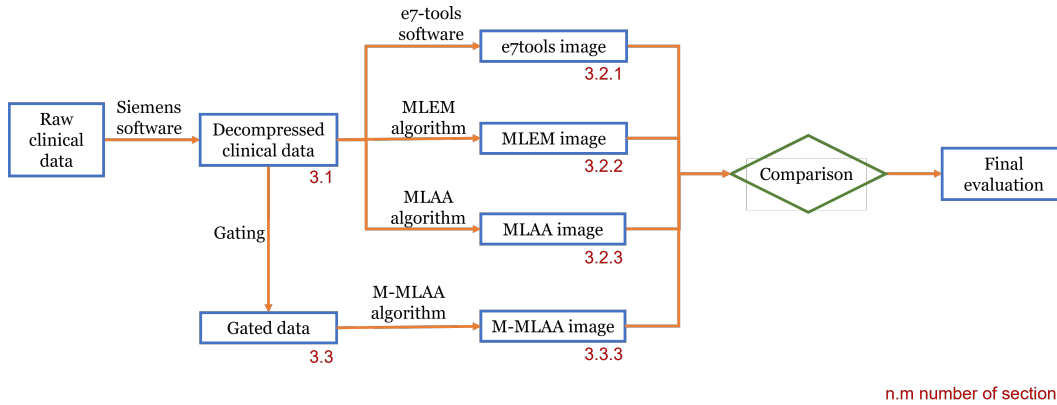 Raw
clinical
data
Siemens
software
Decompressed
clinical data
3.1
e7-tools
software
e7tools image
3.2.1
MLEM
algorithm
MLEM image
3.2.2
MLAA
algorithm
MLAA image
3.2.3
Gating
Gated data
3.3
M-MLAA
algorithm
M-MLAA image
3.3.3
Comparison
Final
evaluation
n.m number of section